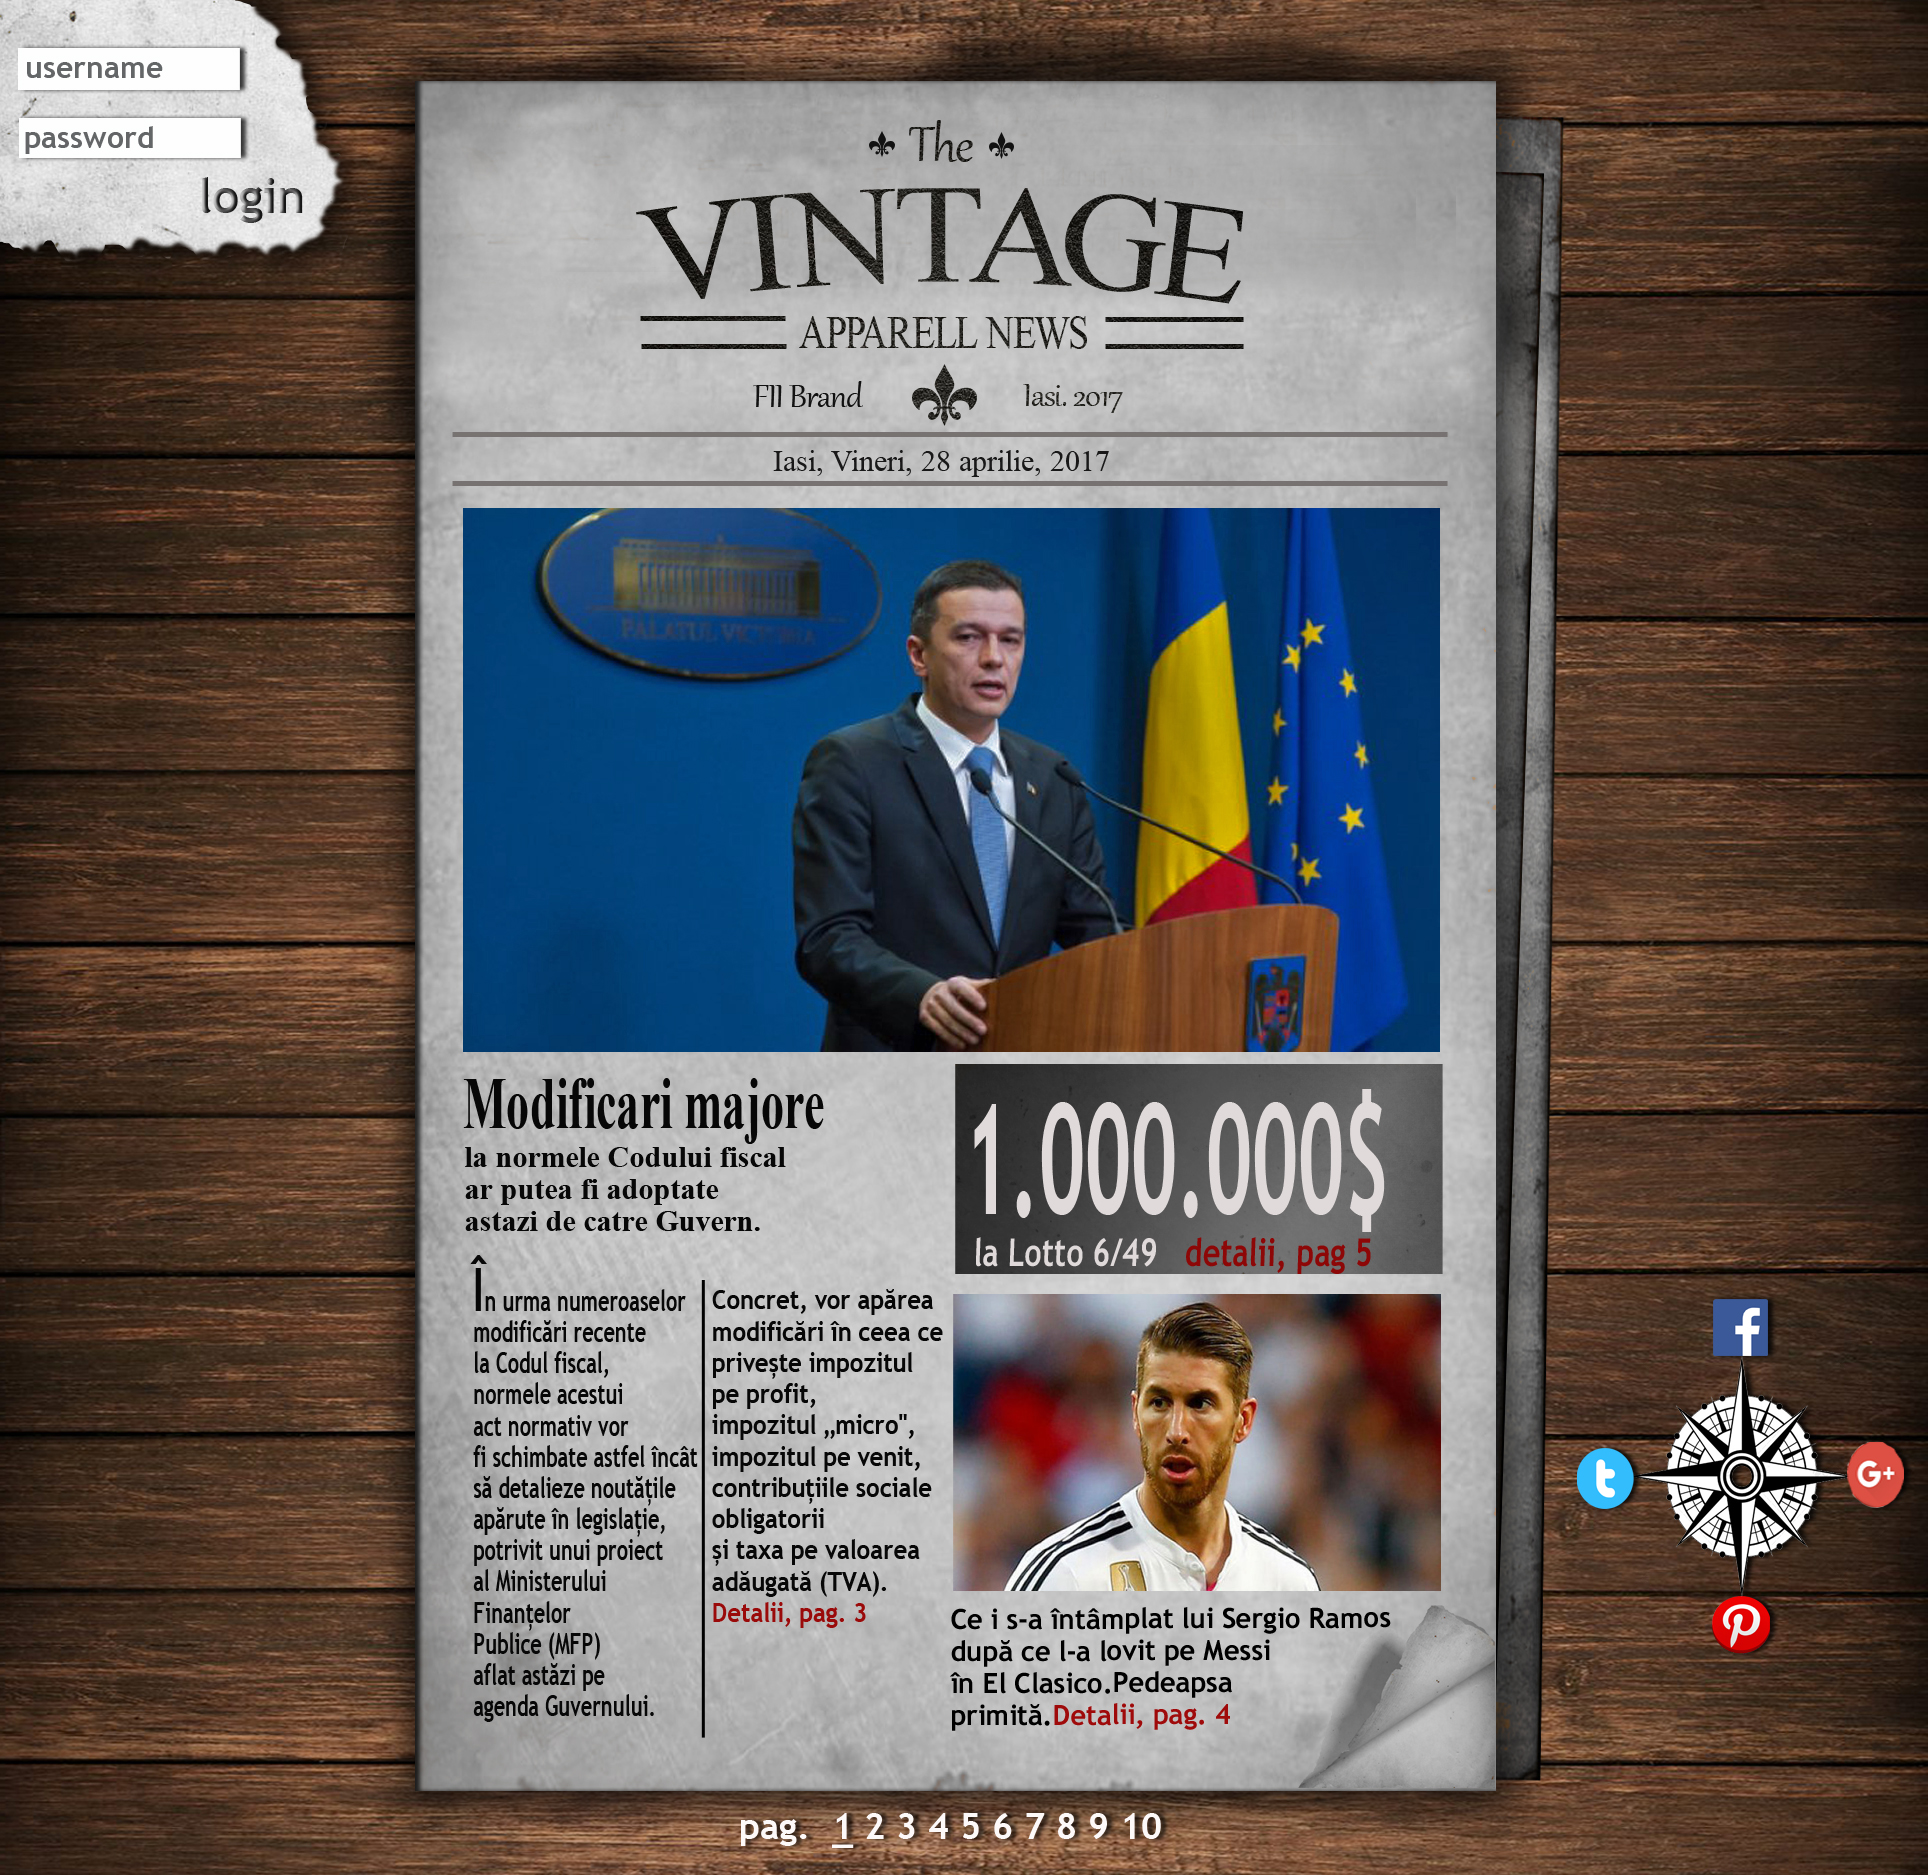 username
password
login
The
VINTAGE
APPARELL NEWS
FII Brand
Iasi. 2017
Iasi, Vineri, 28 aprilie, 2017
PALATUL VICTORIA
Modificari majore
la normele Codului fiscal
ar putea fi adoptate
astazi de catre Guvern.
În urma numeroaselor
modificări recente
la Codul fiscal,
normele acestui
act normativ vor
fi schimbate astfel încât
să detalieze noutățile
apărute în legislație,
potrivit unui proiect
al Ministerului
Finanțelor
Publice (MFP)
aflat astăzi pe
agenda Guvernului.
Concret, vor apărea
modificări în ceea ce
privește impozitul
pe profit,
impozitul „micro",
impozitul pe venit,
contribuțiile sociale
obligatorii
și taxa pe valoarea
adăugată (TVA).
Detalii, pag. 3
1.000.000$
la Lotto 6/49 detalii, pag 5
Ce i s-a întâmplat lui Sergio Ramos
după ce l-a lovit pe Messi
în El Clasico.Pedeapsa
primită.Detalii, pag. 4
f
t
G+
pag. 1 2 3 4 5 6 7 8 9 10